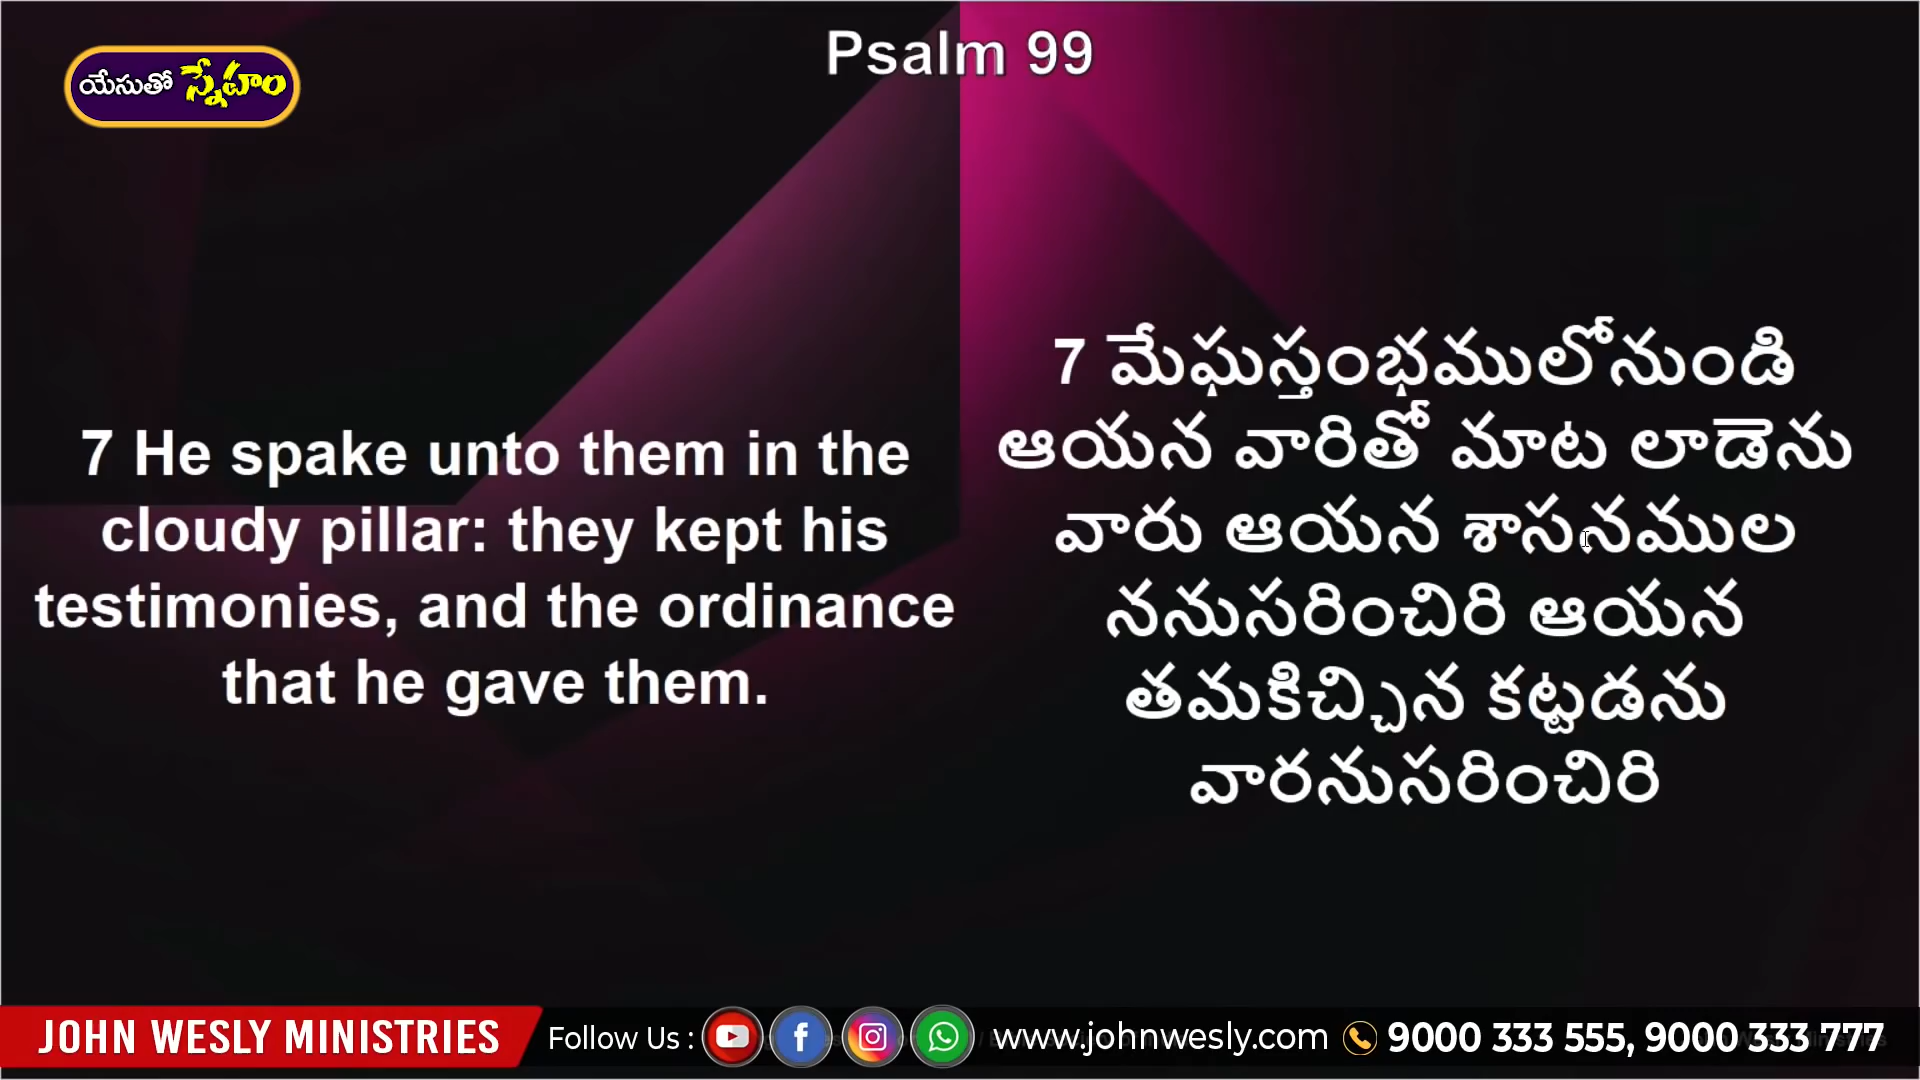 Psalm 99
యేసుతో స్నేహం
7 He spake unto them in the
cloudy pillar: they kept his
testimonies, and the ordinance
that he gave them.
7 మేఘస్తంభములోనుండి
ఆయన వారితో మాట లాడెను
వారు ఆయన శాసనముల
ననుసరించిరి ఆయన
తమకిచ్చిన కట్టడను
వారనుసరించిరి
JOHN WESLY MINISTRIES Follow Us : www.johnwesly.com 9000 333 555, 9000 333 777